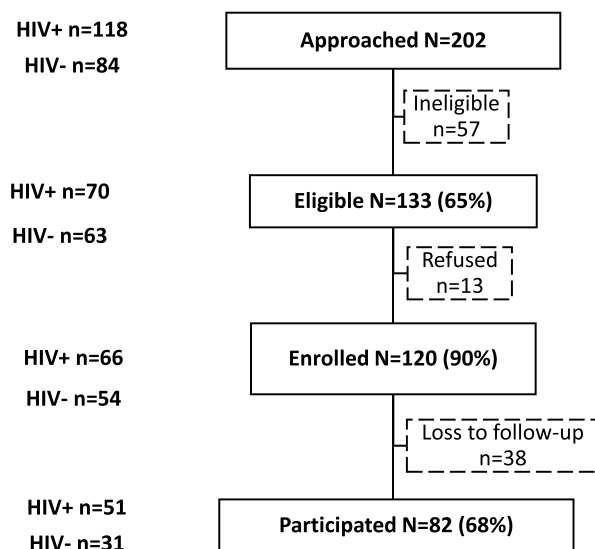 HIV+ n=118
HIV- n=84
Approached N=202
Ineligible
n=57
HIV+ n=70
HIV- n=63
Eligible N=133 (65%)
Refused
n=13
HIV+ n=66
HIV- n=54
Enrolled N=120 (90%)
Loss to follow-up
n=38
HIV+ n=51
HIV- n=31
Participated N=82 (68%)